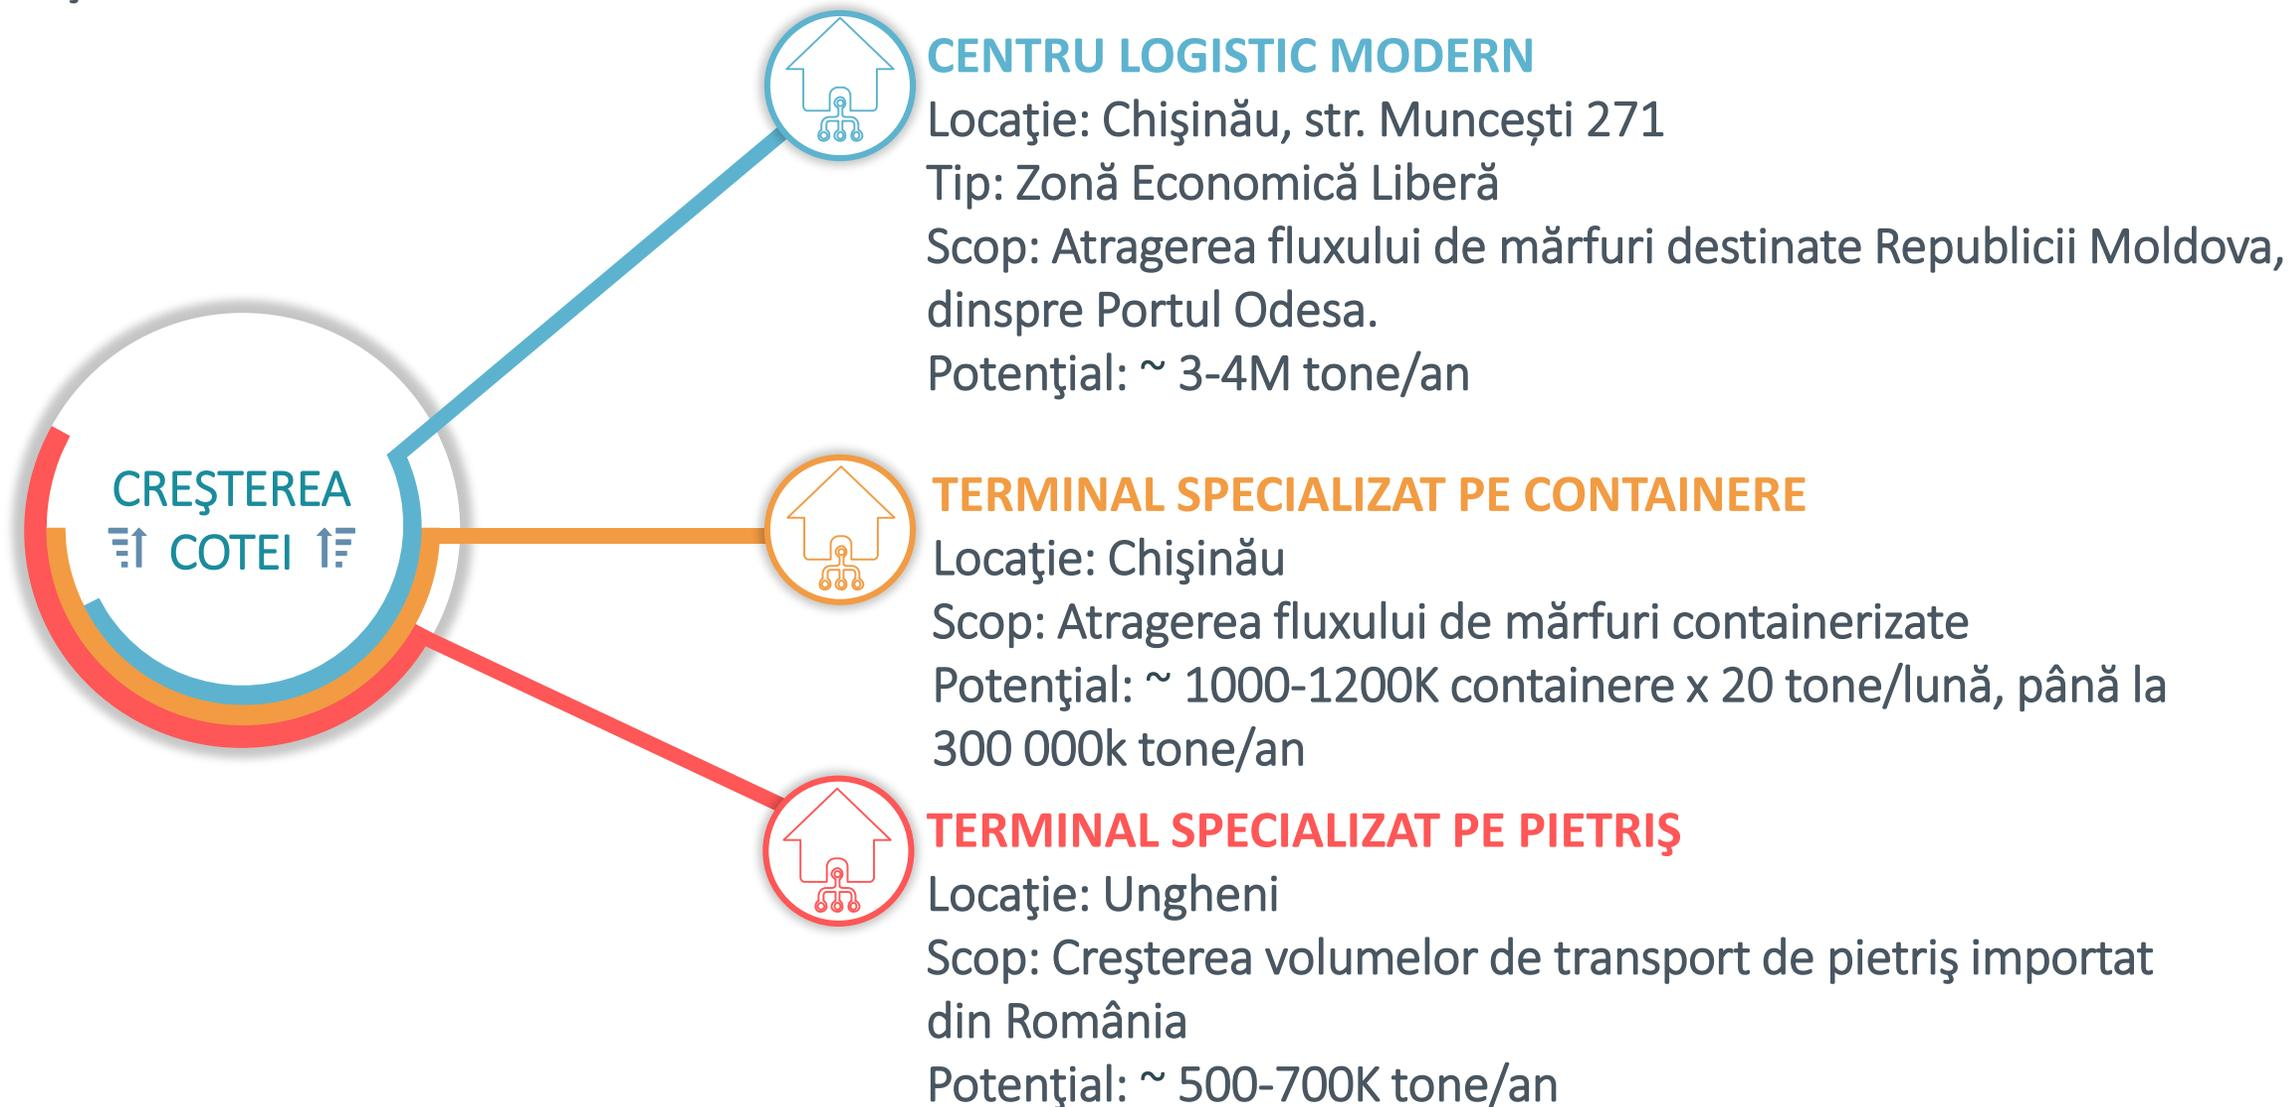 CENTRU LOGISTIC MODERN
Locaţie: Chişinău, str. Muncești 271
Tip: Zonă Economică Liberă
Scop: Atragerea fluxului de mărfuri destinate Republicii Moldova,
dinspre Portul Odesa.
Potenţial: ~ 3-4M tone/an
CREŞTEREA
COTEI
TERMINAL SPECIALIZAT PE CONTAINERE
Locaţie: Chişinău
Scop: Atragerea fluxului de mărfuri containerizate
Potenţial: ~ 1000-1200K containere x 20 tone/lună, până la
300 000k tone/an
TERMINAL SPECIALIZAT PE PIETRIŞ
Locaţie: Ungheni
Scop: Creşterea volumelor de transport de pietriş importat
din România
Potenţial: ~ 500-700K tone/an